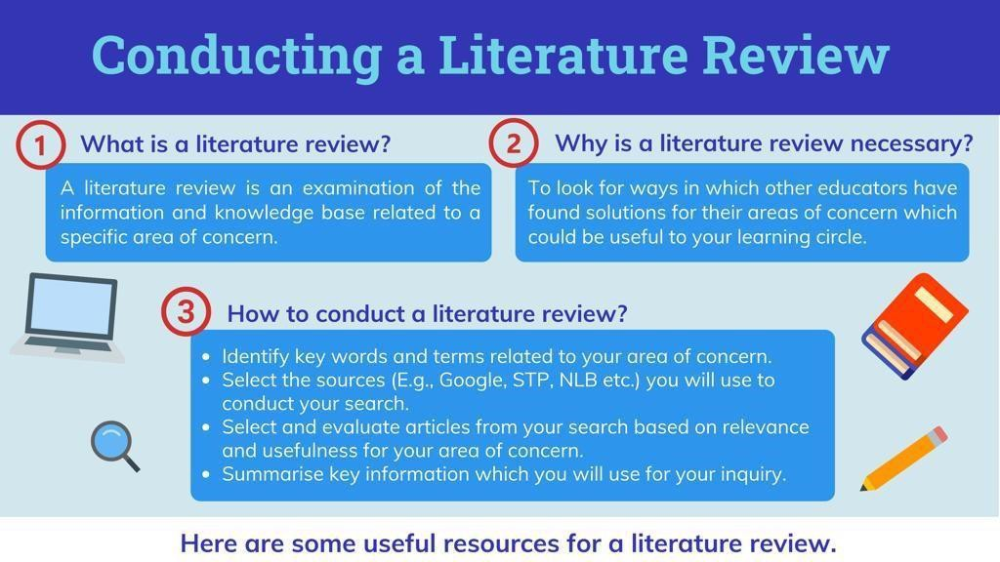 Conducting a Literature Review
1
What is a literature review?
A literature review is an examination of the
information and knowledge base related to a
specific area of concern.
2
Why is a literature review necessary?
To look for ways in which other educators have
found solutions for their areas of concern which
could be useful to your learning circle.
3
How to conduct a literature review?
• Identify key words and terms related to your area of concern.
• Select the sources (E.g., Google, STP, NLB etc.) you will use to
conduct your search.
• Select and evaluate articles from your search based on relevance
and usefulness for your area of concern.
• Summarise key information which you will use for your inquiry.
Here are some useful resources for a literature review.